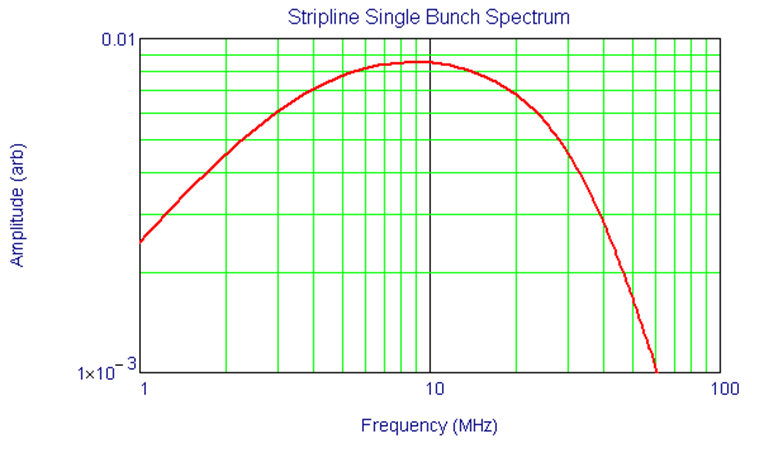 Stripline Single Bunch Spectrum
0.01
Amplitude (arb)
1×10⁻³
1
10
100
Frequency (MHz)